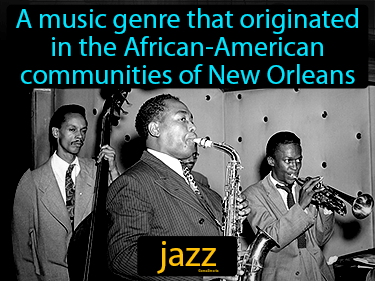 A music genre that originated
in the African-American
communities of New Orleans
jazz